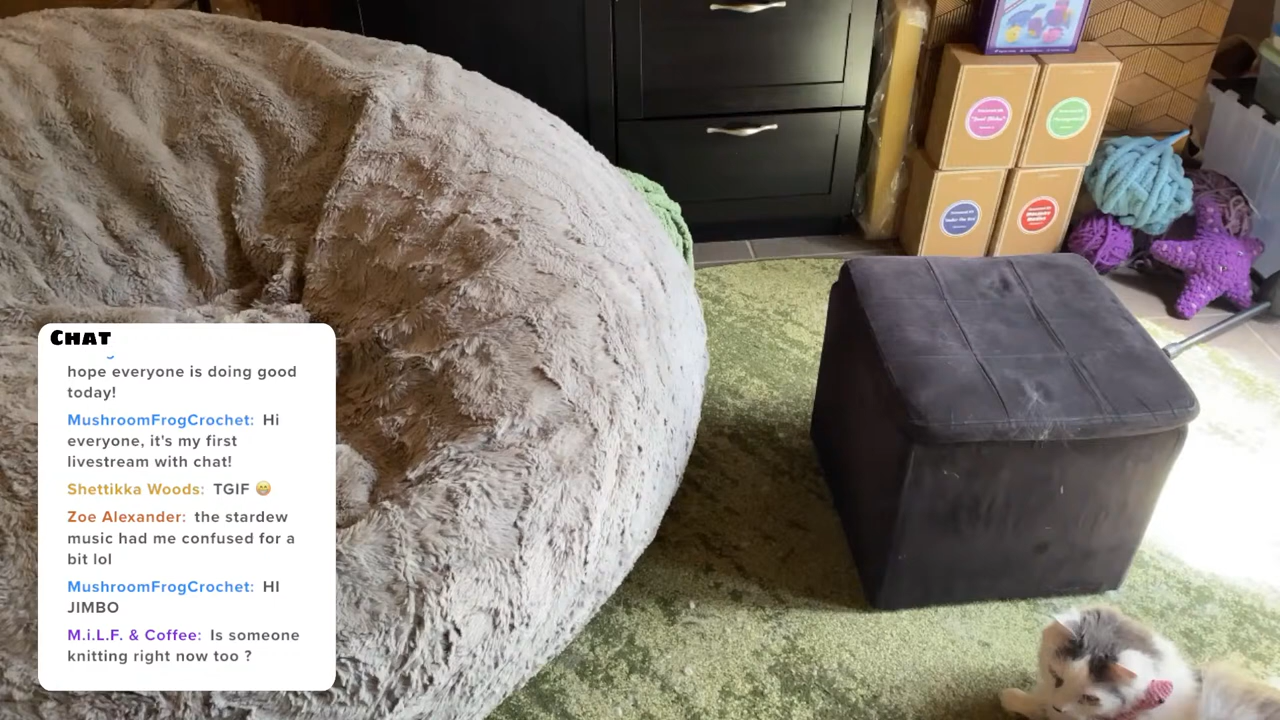 CHAT
hope everyone is doing good
today!
MushroomFrogCrochet: Hi
everyone, it's my first
livestream with chat!
Shettikka Woods: TGIF 😁
Zoe Alexander: the stardew
music had me confused for a
bit lol
MushroomFrogCrochet: HI
JIMBO
M.i.L.F. & Coffee: Is someone
knitting right now too ?